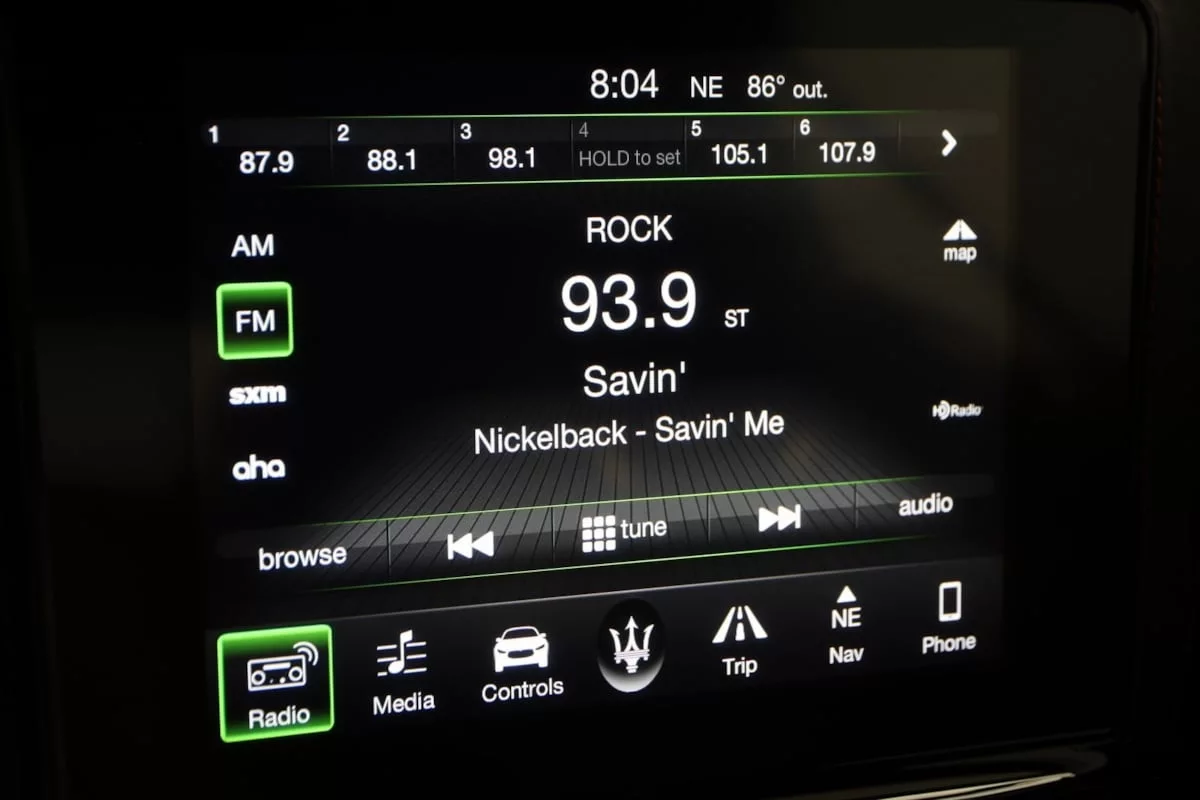 8:04 NE 86° out.
1 2 3 4 5 6
87.9 88.1 98.1 HOLD to set 105.1 107.9
ROCK
AM
map
93.9 ST
FM
Savin'
sxm
HD Radio
Nickelback - Savin' Me
aha
browse tune audio
NE
Radio Media Controls Trip Nav Phone